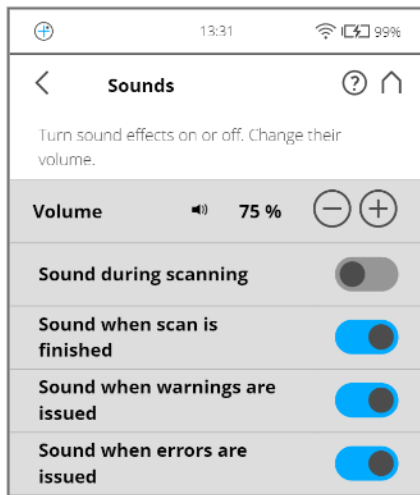 13:31 99%
Sounds
Turn sound effects on or off. Change their
volume.
Volume 75 %
Sound during scanning
Sound when scan is
finished
Sound when warnings are
issued
Sound when errors are
issued